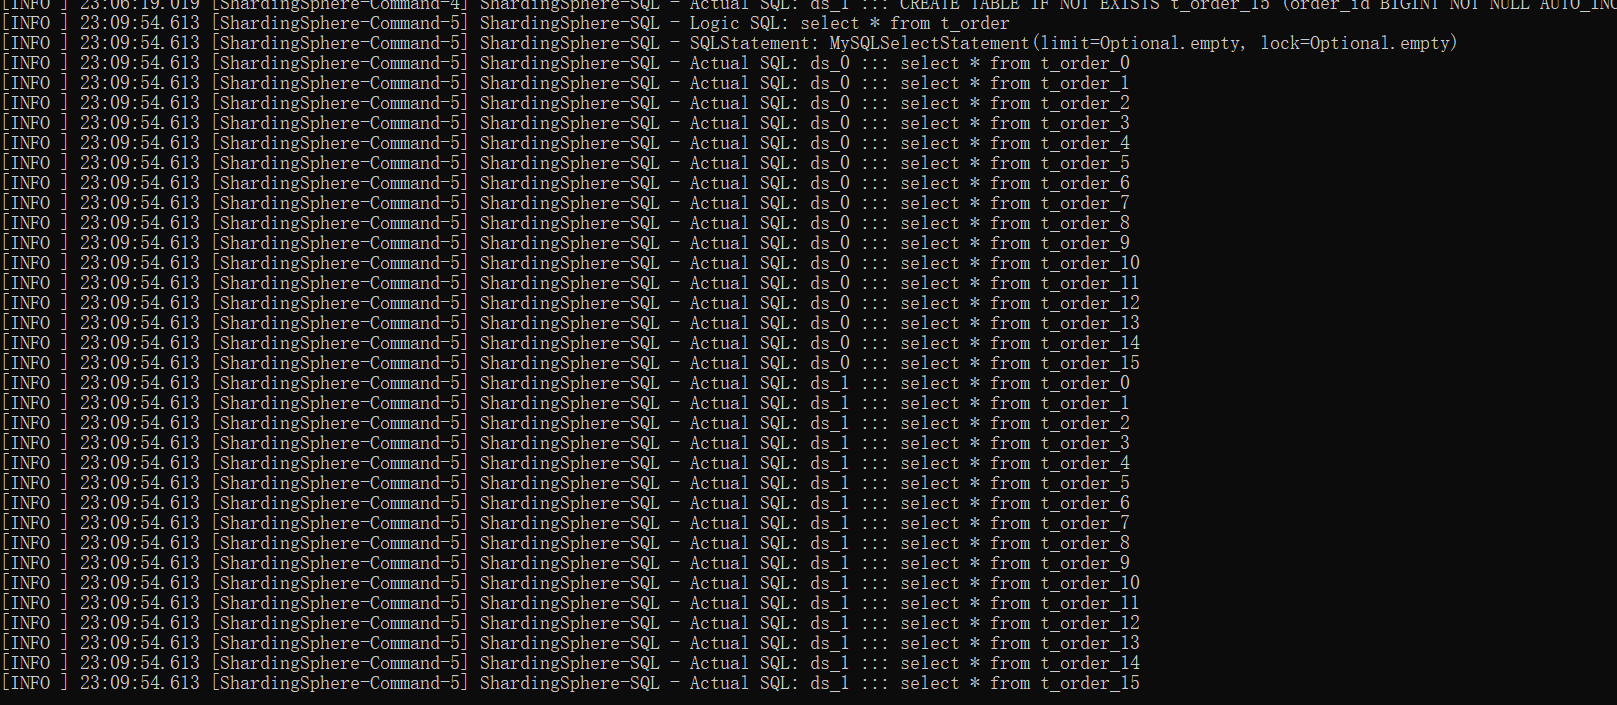 [INFO ] 23:06:19.019 [ShardingSphere-Command-4] ShardingSphere-SQL - Actual SQL: ds_1 ::: CREATE TABLE IF NOT EXISTS t_order_15 (order_id BIGINT NOT NULL AUTO_INC
[INFO ] 23:09:54.613 [ShardingSphere-Command-5] ShardingSphere-SQL - Logic SQL: select * from t_order
[INFO ] 23:09:54.613 [ShardingSphere-Command-5] ShardingSphere-SQL - SQLStatement: MySQLSelectStatement(limit=Optional.empty, lock=Optional.empty)
[INFO ] 23:09:54.613 [ShardingSphere-Command-5] ShardingSphere-SQL - Actual SQL: ds_0 ::: select * from t_order_0
[INFO ] 23:09:54.613 [ShardingSphere-Command-5] ShardingSphere-SQL - Actual SQL: ds_0 ::: select * from t_order_1
[INFO ] 23:09:54.613 [ShardingSphere-Command-5] ShardingSphere-SQL - Actual SQL: ds_0 ::: select * from t_order_2
[INFO ] 23:09:54.613 [ShardingSphere-Command-5] ShardingSphere-SQL - Actual SQL: ds_0 ::: select * from t_order_3
[INFO ] 23:09:54.613 [ShardingSphere-Command-5] ShardingSphere-SQL - Actual SQL: ds_0 ::: select * from t_order_4
[INFO ] 23:09:54.613 [ShardingSphere-Command-5] ShardingSphere-SQL - Actual SQL: ds_0 ::: select * from t_order_5
[INFO ] 23:09:54.613 [ShardingSphere-Command-5] ShardingSphere-SQL - Actual SQL: ds_0 ::: select * from t_order_6
[INFO ] 23:09:54.613 [ShardingSphere-Command-5] ShardingSphere-SQL - Actual SQL: ds_0 ::: select * from t_order_7
[INFO ] 23:09:54.613 [ShardingSphere-Command-5] ShardingSphere-SQL - Actual SQL: ds_0 ::: select * from t_order_8
[INFO ] 23:09:54.613 [ShardingSphere-Command-5] ShardingSphere-SQL - Actual SQL: ds_0 ::: select * from t_order_9
[INFO ] 23:09:54.613 [ShardingSphere-Command-5] ShardingSphere-SQL - Actual SQL: ds_0 ::: select * from t_order_10
[INFO ] 23:09:54.613 [ShardingSphere-Command-5] ShardingSphere-SQL - Actual SQL: ds_0 ::: select * from t_order_11
[INFO ] 23:09:54.613 [ShardingSphere-Command-5] ShardingSphere-SQL - Actual SQL: ds_0 ::: select * from t_order_12
[INFO ] 23:09:54.613 [ShardingSphere-Command-5] ShardingSphere-SQL - Actual SQL: ds_0 ::: select * from t_order_13
[INFO ] 23:09:54.613 [ShardingSphere-Command-5] ShardingSphere-SQL - Actual SQL: ds_0 ::: select * from t_order_14
[INFO ] 23:09:54.613 [ShardingSphere-Command-5] ShardingSphere-SQL - Actual SQL: ds_0 ::: select * from t_order_15
[INFO ] 23:09:54.613 [ShardingSphere-Command-5] ShardingSphere-SQL - Actual SQL: ds_1 ::: select * from t_order_0
[INFO ] 23:09:54.613 [ShardingSphere-Command-5] ShardingSphere-SQL - Actual SQL: ds_1 ::: select * from t_order_1
[INFO ] 23:09:54.613 [ShardingSphere-Command-5] ShardingSphere-SQL - Actual SQL: ds_1 ::: select * from t_order_2
[INFO ] 23:09:54.613 [ShardingSphere-Command-5] ShardingSphere-SQL - Actual SQL: ds_1 ::: select * from t_order_3
[INFO ] 23:09:54.613 [ShardingSphere-Command-5] ShardingSphere-SQL - Actual SQL: ds_1 ::: select * from t_order_4
[INFO ] 23:09:54.613 [ShardingSphere-Command-5] ShardingSphere-SQL - Actual SQL: ds_1 ::: select * from t_order_5
[INFO ] 23:09:54.613 [ShardingSphere-Command-5] ShardingSphere-SQL - Actual SQL: ds_1 ::: select * from t_order_6
[INFO ] 23:09:54.613 [ShardingSphere-Command-5] ShardingSphere-SQL - Actual SQL: ds_1 ::: select * from t_order_7
[INFO ] 23:09:54.613 [ShardingSphere-Command-5] ShardingSphere-SQL - Actual SQL: ds_1 ::: select * from t_order_8
[INFO ] 23:09:54.613 [ShardingSphere-Command-5] ShardingSphere-SQL - Actual SQL: ds_1 ::: select * from t_order_9
[INFO ] 23:09:54.613 [ShardingSphere-Command-5] ShardingSphere-SQL - Actual SQL: ds_1 ::: select * from t_order_10
[INFO ] 23:09:54.613 [ShardingSphere-Command-5] ShardingSphere-SQL - Actual SQL: ds_1 ::: select * from t_order_11
[INFO ] 23:09:54.613 [ShardingSphere-Command-5] ShardingSphere-SQL - Actual SQL: ds_1 ::: select * from t_order_12
[INFO ] 23:09:54.613 [ShardingSphere-Command-5] ShardingSphere-SQL - Actual SQL: ds_1 ::: select * from t_order_13
[INFO ] 23:09:54.613 [ShardingSphere-Command-5] ShardingSphere-SQL - Actual SQL: ds_1 ::: select * from t_order_14
[INFO ] 23:09:54.613 [ShardingSphere-Command-5] ShardingSphere-SQL - Actual SQL: ds_1 ::: select * from t_order_15